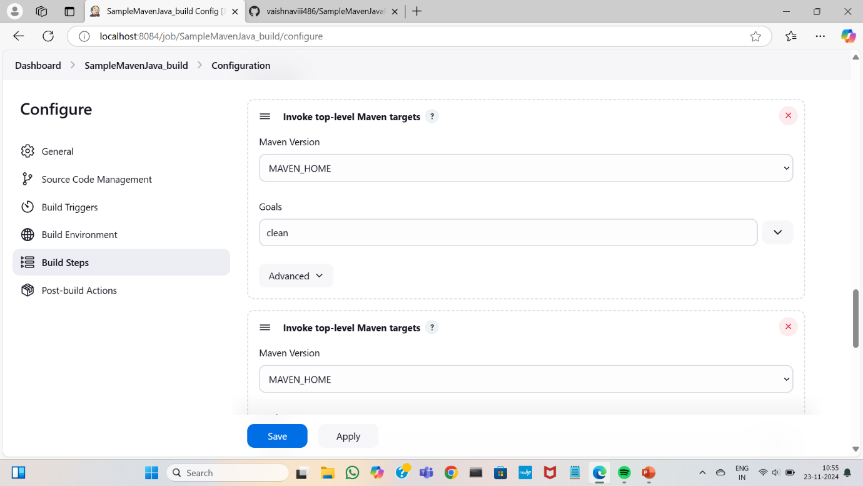 SampleMavenJava_build Config [J
vaishnaviii486/SampleMavenJava
localhost:8084/job/SampleMavenJava_build/configure
Dashboard > SampleMavenJava_build > Configuration
Configure
General
Source Code Management
Build Triggers
Build Environment
Build Steps
Post-build Actions
Invoke top-level Maven targets ?
Maven Version
MAVEN_HOME
Goals
clean
Advanced
Invoke top-level Maven targets ?
Maven Version
MAVEN_HOME
Save
Apply
Search
ENG
IN
10:55
23-11-2024